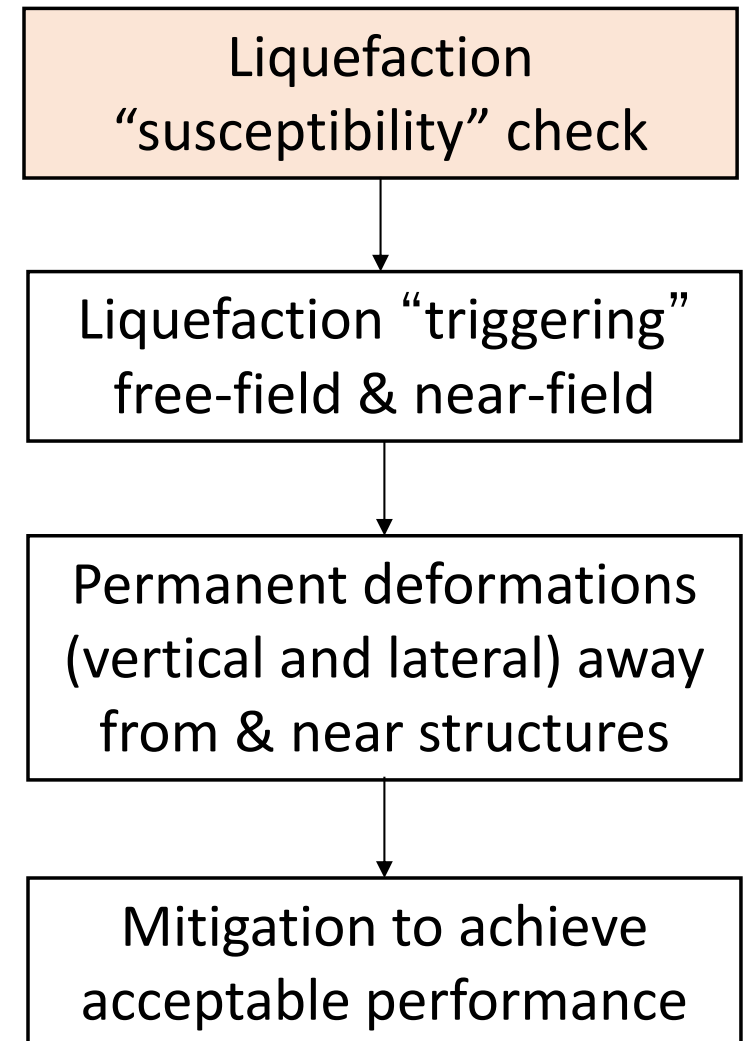 Liquefaction
“susceptibility” check
Liquefaction “triggering”
free-field & near-field
Permanent deformations
(vertical and lateral) away
from & near structures
Mitigation to achieve
acceptable performance